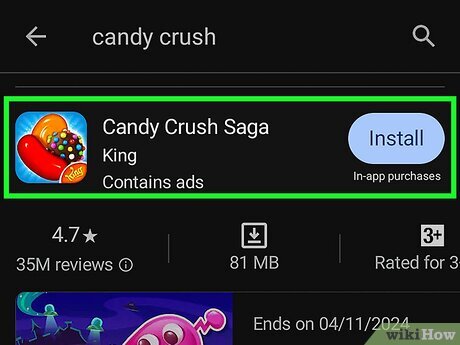 candy crush
Candy Crush Saga
King
Contains ads
Install
In-app purchases
King
4.7★
35M reviews
81 MB
3+
Rated for 3+
Ends on 04/11/2024
wikiHow